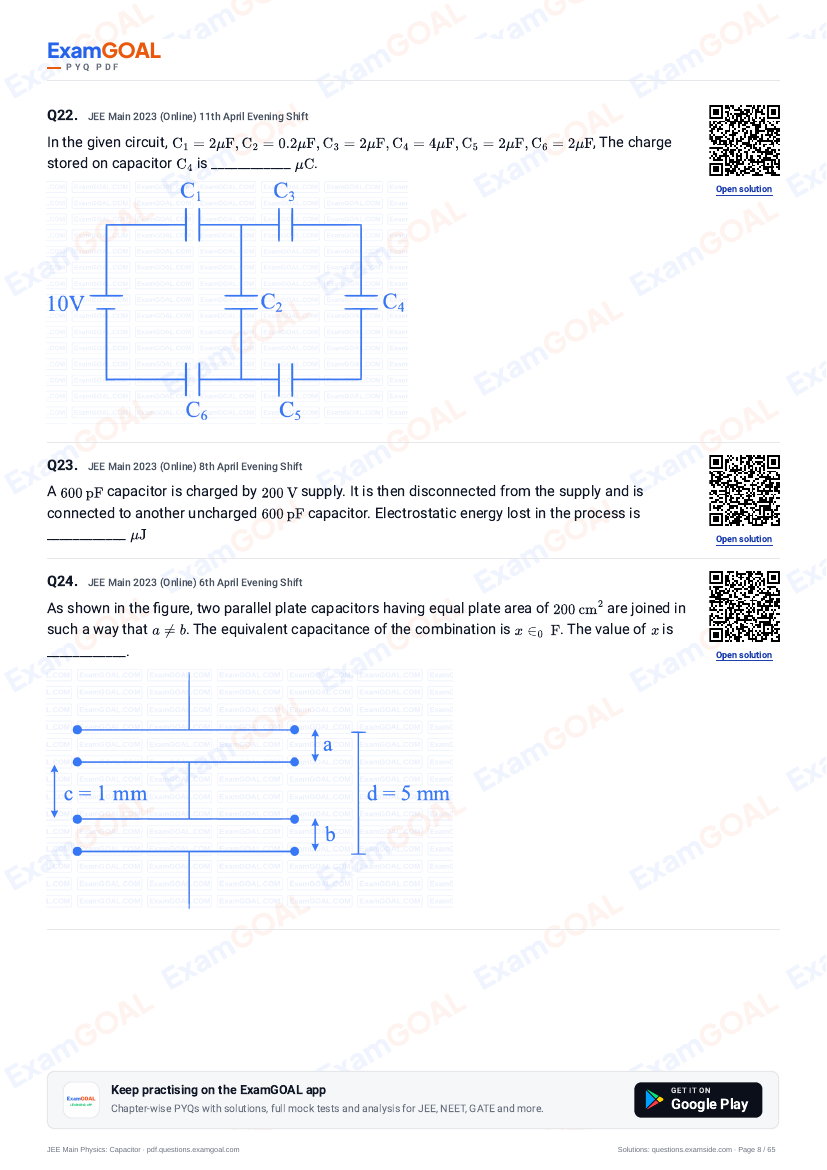 ExamGOAL
PYQ PDF
Q22. JEE Main 2023 (Online) 11th April Evening Shift
In the given circuit, C₁ = 2μF, C₂ = 0.2μF, C₃ = 2μF, C₄ = 4μF, C₅ = 2μF, C₆ = 2μF, The charge
stored on capacitor C₄ is ____________ μC.
Open solution
C₁ C₃
10V C₂ C₄
C₆ C₅
Q23. JEE Main 2023 (Online) 8th April Evening Shift
A 600 pF capacitor is charged by 200 V supply. It is then disconnected from the supply and is
connected to another uncharged 600 pF capacitor. Electrostatic energy lost in the process is
____________ μJ
Open solution
Q24. JEE Main 2023 (Online) 6th April Evening Shift
As shown in the figure, two parallel plate capacitors having equal plate area of 200 cm² are joined in
such a way that a ≠ b. The equivalent capacitance of the combination is x ∈₀ F. The value of x is
____________.
Open solution
a
c = 1 mm d = 5 mm
b
Keep practising on the ExamGOAL app
Chapter-wise PYQs with solutions, full mock tests and analysis for JEE, NEET, GATE and more.
GET IT ON
Google Play
JEE Main Physics: Capacitor · pdf.questions.examgoal.com
Solutions: questions.examside.com · Page 8 / 65